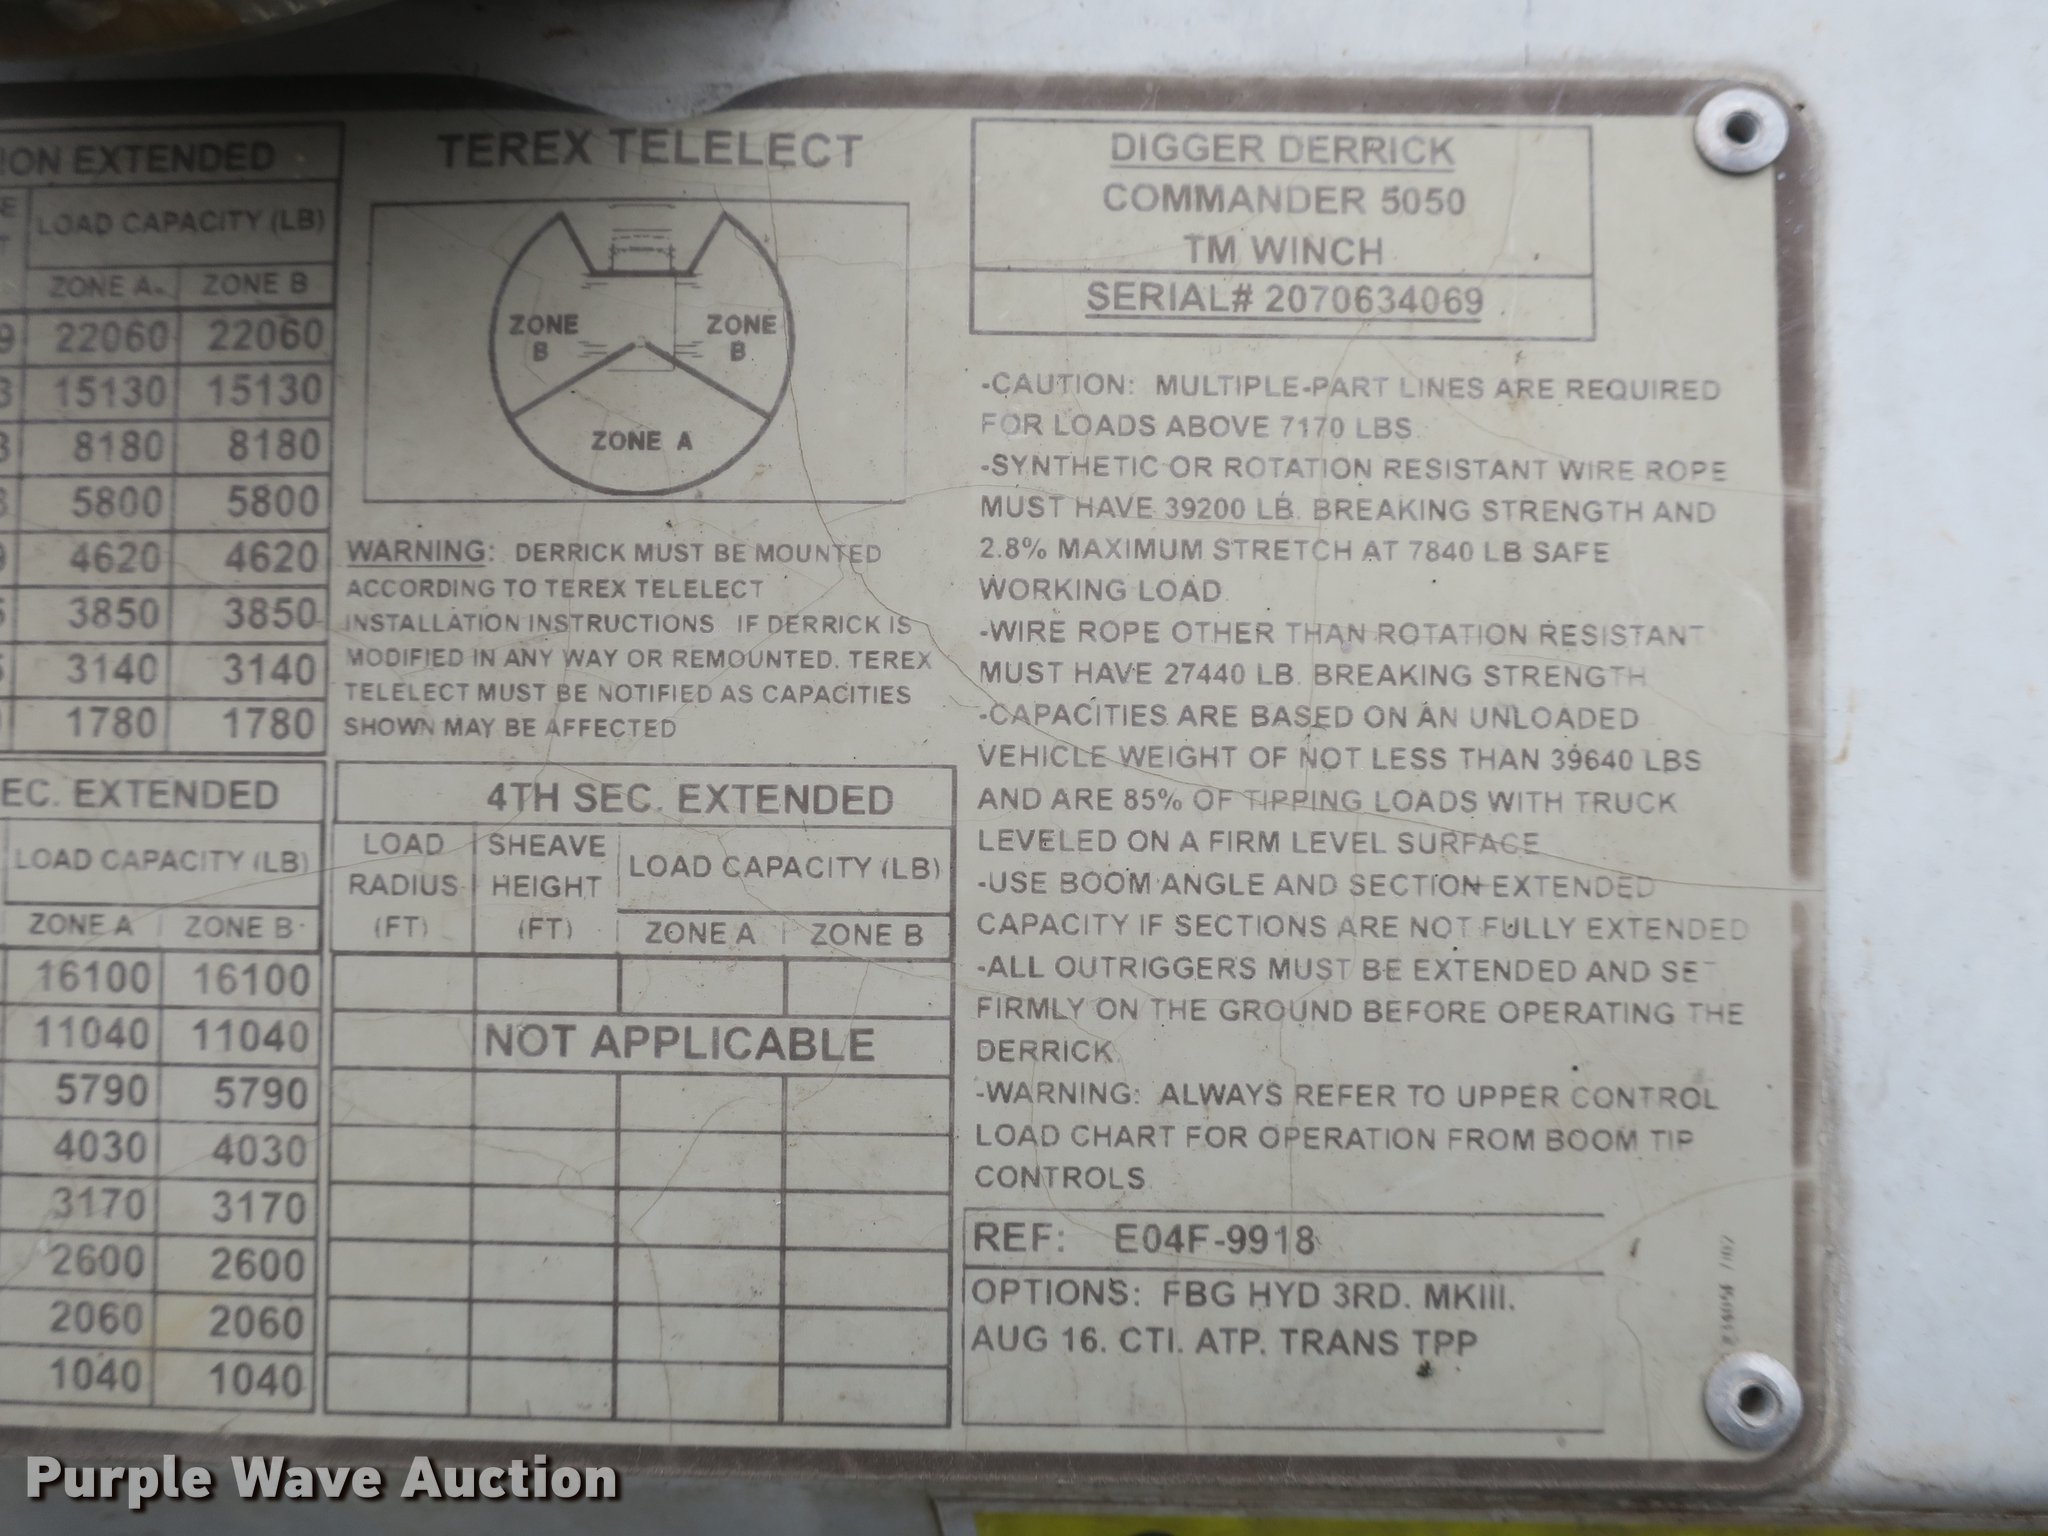 ION EXTENDED
LOAD CAPACITY (LB)
ZONE A ZONE B
9 22060 22060
3 15130 15130
3 8180 8180
3 5800 5800
9 4620 4620
5 3850 3850
5 3140 3140
1780 1780
EC. EXTENDED
LOAD CAPACITY (LB)
ZONE A ZONE B
16100 16100
11040 11040
5790 5790
4030 4030
3170 3170
2600 2600
2060 2060
1040 1040
TEREX TELELECT
ZONE B
ZONE B
ZONE A
WARNING: DERRICK MUST BE MOUNTED
ACCORDING TO TEREX TELELECT
INSTALLATION INSTRUCTIONS IF DERRICK IS
MODIFIED IN ANY WAY OR REMOUNTED, TEREX
TELELECT MUST BE NOTIFIED AS CAPACITIES
SHOWN MAY BE AFFECTED
4TH SEC. EXTENDED
LOAD RADIUS (FT) SHEAVE HEIGHT (FT) LOAD CAPACITY (LB)
ZONE A ZONE B
NOT APPLICABLE
DIGGER DERRICK
COMMANDER 5050
TM WINCH
SERIAL# 2070634069
-CAUTION: MULTIPLE-PART LINES ARE REQUIRED
FOR LOADS ABOVE 7170 LBS.
-SYNTHETIC OR ROTATION RESISTANT WIRE ROPE
MUST HAVE 39200 LB. BREAKING STRENGTH AND
2.8% MAXIMUM STRETCH AT 7840 LB SAFE
WORKING LOAD
-WIRE ROPE OTHER THAN ROTATION RESISTANT
MUST HAVE 27440 LB. BREAKING STRENGTH
-CAPACITIES ARE BASED ON AN UNLOADED
VEHICLE WEIGHT OF NOT LESS THAN 39640 LBS
AND ARE 85% OF TIPPING LOADS WITH TRUCK
LEVELED ON A FIRM LEVEL SURFACE
-USE BOOM ANGLE AND SECTION EXTENDED
CAPACITY IF SECTIONS ARE NOT FULLY EXTENDED
-ALL OUTRIGGERS MUST BE EXTENDED AND SET
FIRMLY ON THE GROUND BEFORE OPERATING THE
DERRICK.
-WARNING: ALWAYS REFER TO UPPER CONTROL
LOAD CHART FOR OPERATION FROM BOOM TIP
CONTROLS
REF: E04F-9918
OPTIONS: FBG HYD 3RD. MKIII.
AUG 16. CTI. ATP. TRANS TPP
Purple Wave Auction